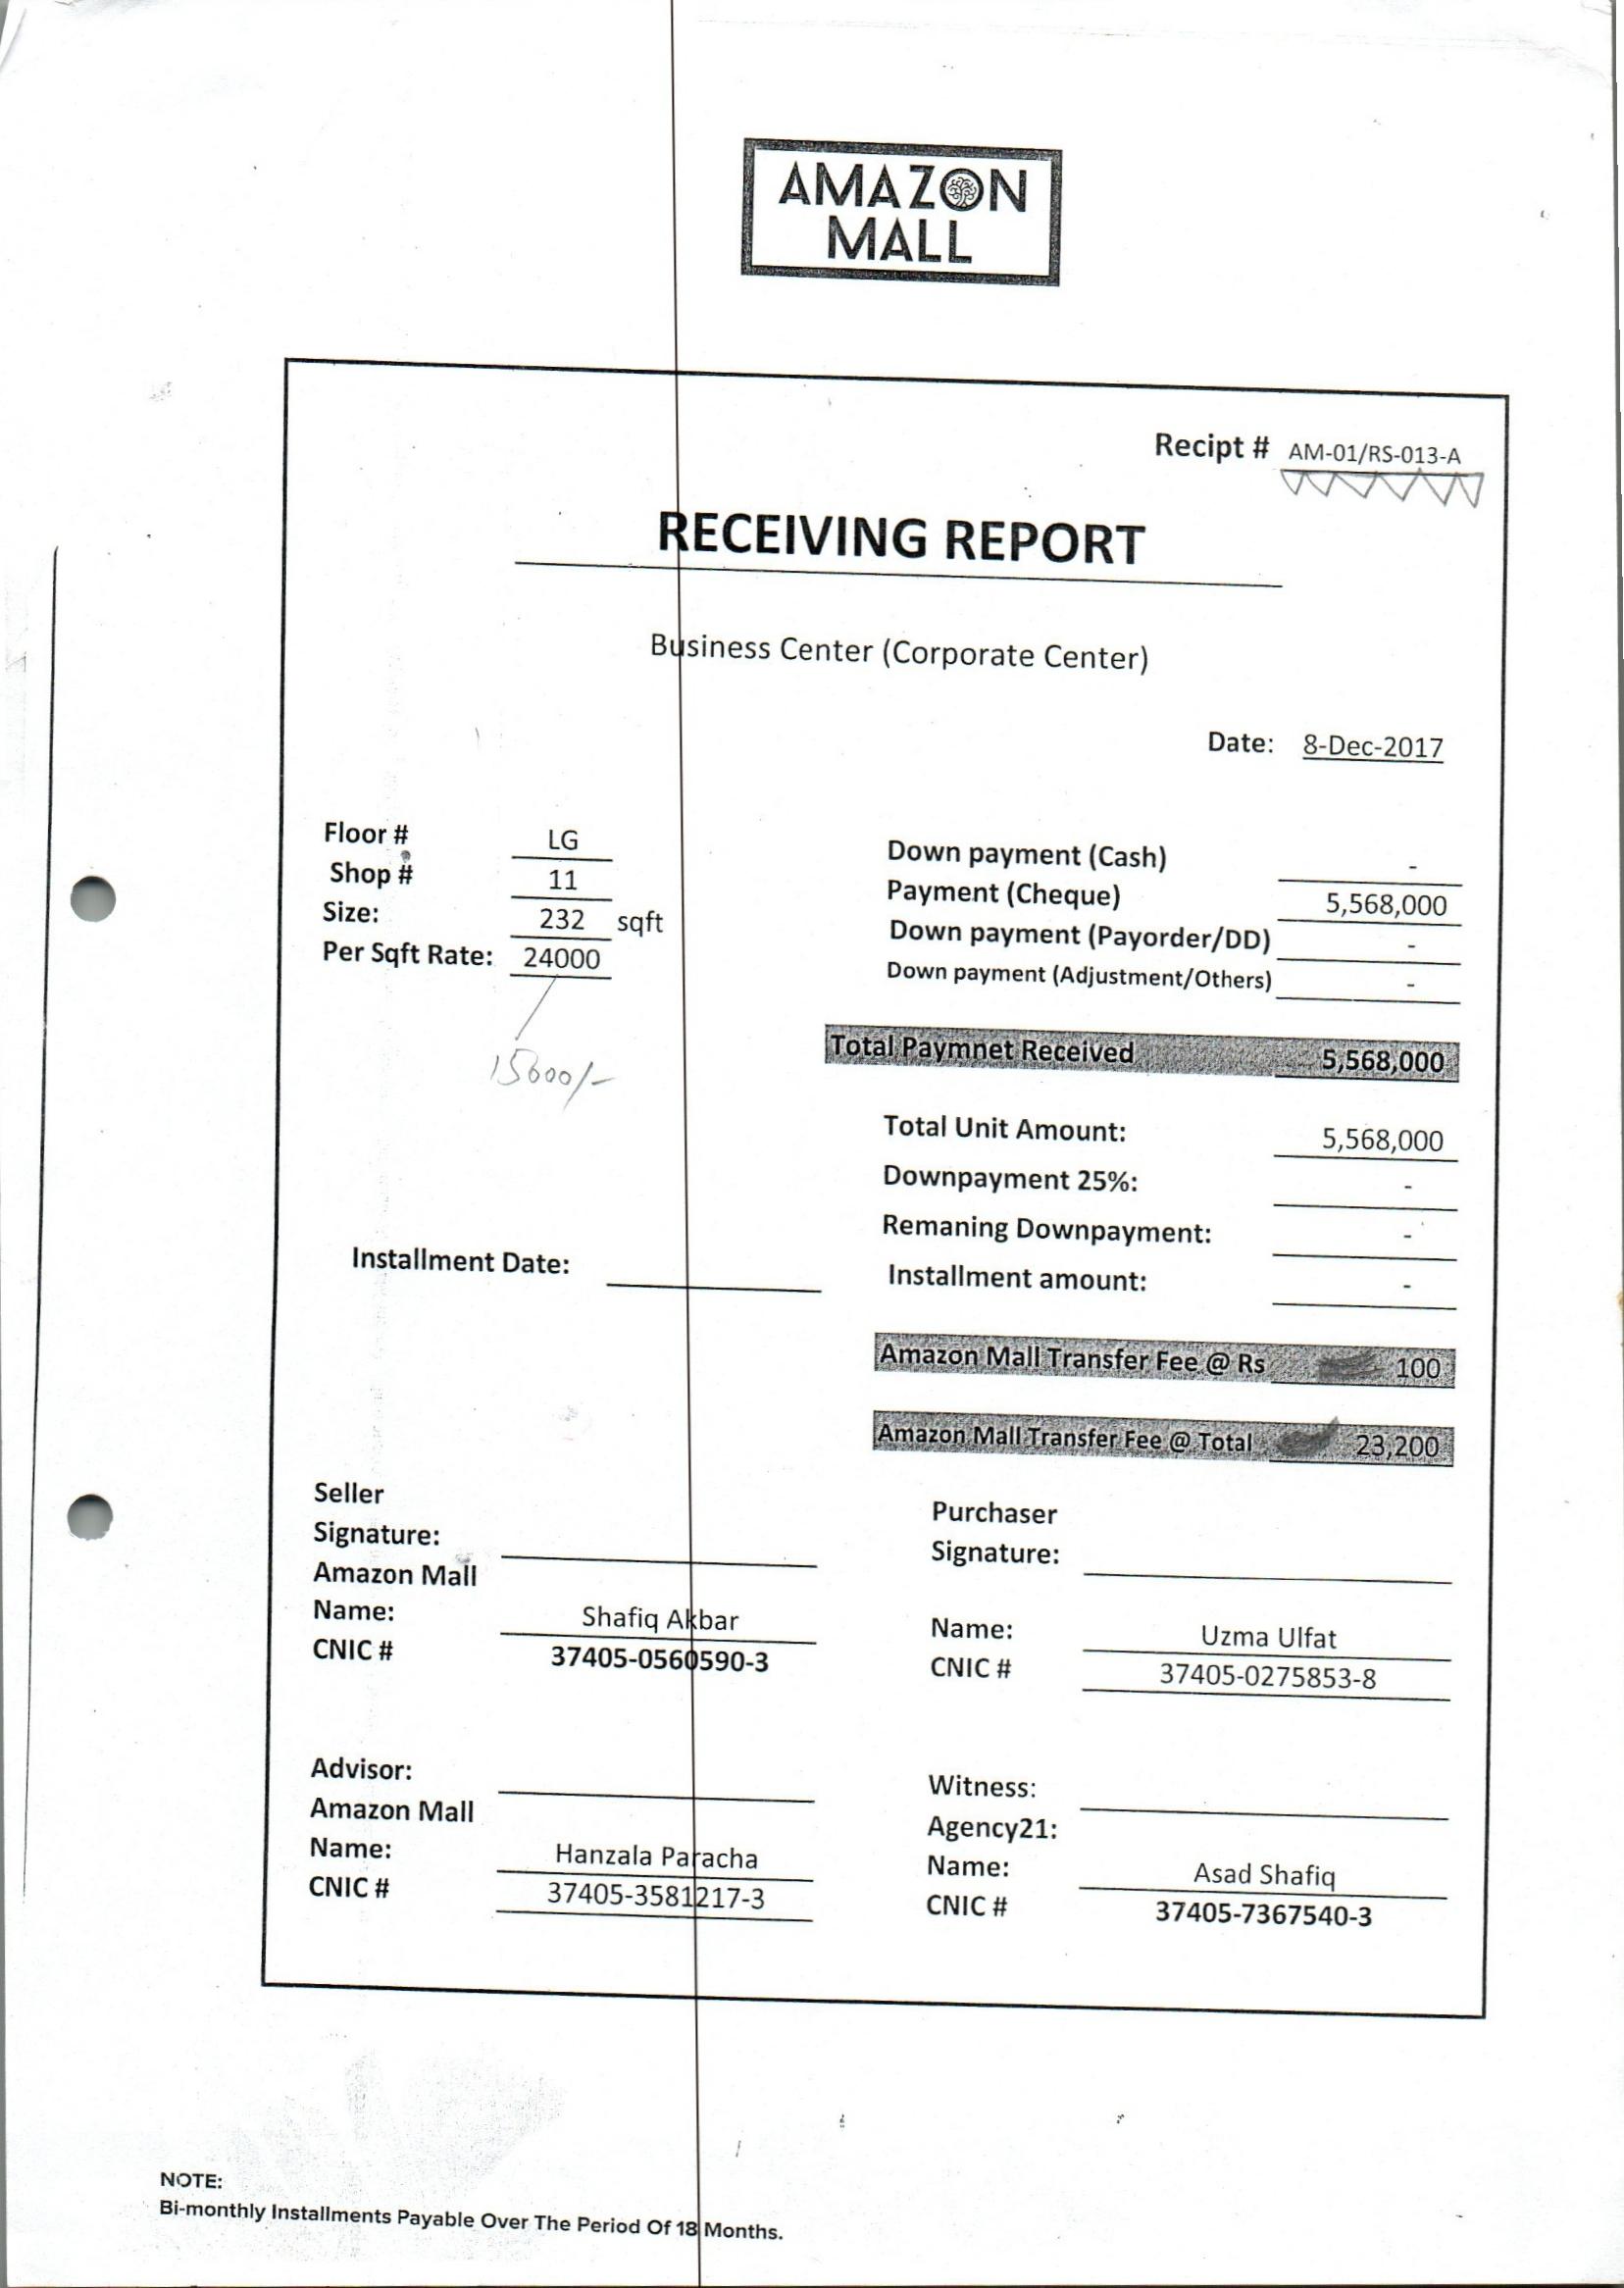 AMAZON
MALL
Recipt # AM-01/RS-013-A
RECEIVING REPORT
Business Center (Corporate Center)
Date: 8-Dec-2017
Floor # LG
Shop # 11
Size: 232 sqft
Per Sqft Rate: 24000
15000/-
Down payment (Cash) -
Payment (Cheque) 5,568,000
Down payment (Payorder/DD) -
Down payment (Adjustment/Others) -
Total Paymnet Received 5,568,000
Total Unit Amount: 5,568,000
Downpayment 25%: -
Remaning Downpayment: -
Installment Date:
Installment amount: -
Amazon Mall Transfer Fee @ Rs 100
Amazon Mall Transfer Fee @ Total 23,200
Seller
Signature:
Amazon Mall
Name: Shafiq Akbar
CNIC # 37405-0560590-3
Purchaser
Signature:
Name: Uzma Ulfat
CNIC # 37405-0275853-8
Advisor:
Amazon Mall
Name: Hanzala Paracha
CNIC # 37405-3581217-3
Witness:
Agency21:
Name: Asad Shafiq
CNIC # 37405-7367540-3
NOTE:
Bi-monthly Installments Payable Over The Period Of 18 Months.